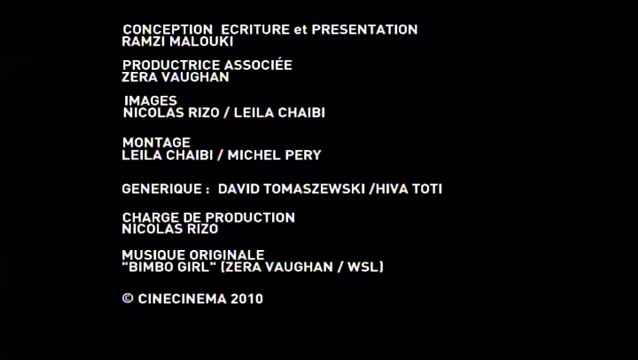 CONCEPTION ECRITURE et PRESENTATION
RAMZI MALOUKI
PRODUCTRICE ASSOCIÉE
ZERA VAUGHAN
IMAGES
NICOLAS RIZO / LEILA CHAIBI
MONTAGE
LEILA CHAIBI / MICHEL PERY
GENERIQUE : DAVID TOMASZEWSKI /HIVA TOTI
CHARGE DE PRODUCTION
NICOLAS RIZO
MUSIQUE ORIGINALE
"BIMBO GIRL" (ZERA VAUGHAN / WSL)
© CINECINEMA 2010